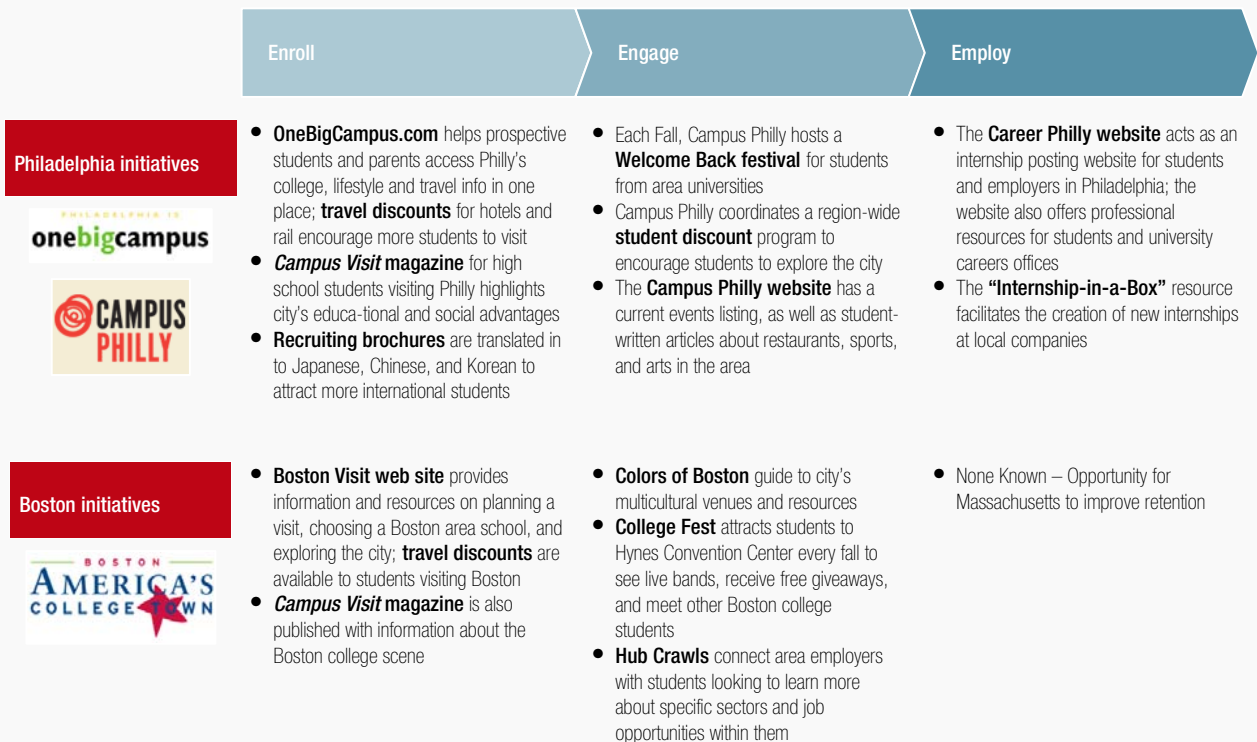 Enroll
Engage
Employ
Philadelphia initiatives
PHILADELPHIA IS
onebigcampus
CAMPUS
PHILLY
• OneBigCampus.com helps prospective
students and parents access Philly's
college, lifestyle and travel info in one
place; travel discounts for hotels and
rail encourage more students to visit
• Campus Visit magazine for high
school students visiting Philly highlights
city's educa-tional and social advantages
• Recruiting brochures are translated in
to Japanese, Chinese, and Korean to
attract more international students
• Each Fall, Campus Philly hosts a
Welcome Back festival for students
from area universities
• Campus Philly coordinates a region-wide
student discount program to
encourage students to explore the city
• The Campus Philly website has a
current events listing, as well as student-
written articles about restaurants, sports,
and arts in the area
• The Career Philly website acts as an
internship posting website for students
and employers in Philadelphia; the
website also offers professional
resources for students and university
careers offices
• The “Internship-in-a-Box” resource
facilitates the creation of new internships
at local companies
Boston initiatives
BOSTON
AMERICA'S
COLLEGE TOWN
• Boston Visit web site provides
information and resources on planning a
visit, choosing a Boston area school, and
exploring the city; travel discounts are
available to students visiting Boston
• Campus Visit magazine is also
published with information about the
Boston college scene
• Colors of Boston guide to city's
multicultural venues and resources
• College Fest attracts students to
Hynes Convention Center every fall to
see live bands, receive free giveaways,
and meet other Boston college
students
• Hub Crawls connect area employers
with students looking to learn more
about specific sectors and job
opportunities within them
• None Known – Opportunity for
Massachusetts to improve retention